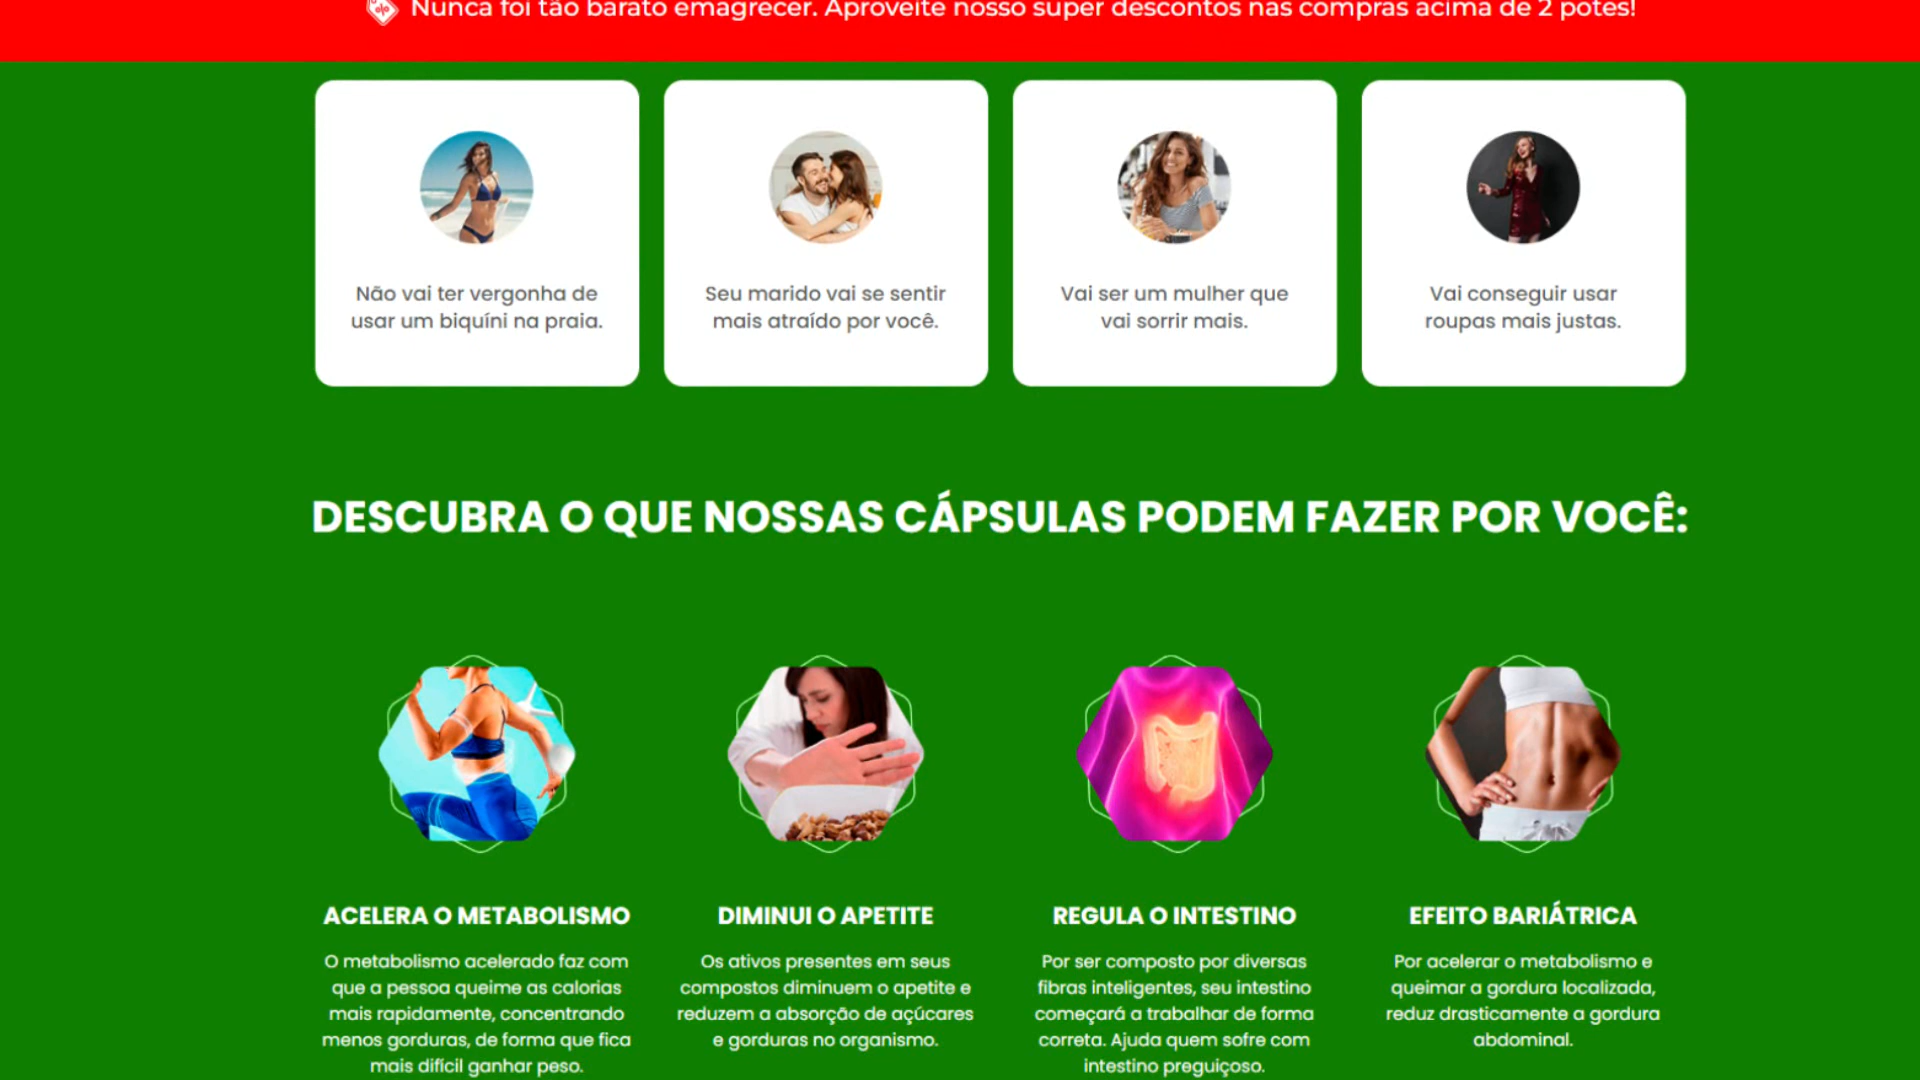 Nunca foi tão barato emagrecer. Aproveite nosso super descontos nas compras acima de 2 potes!
Não vai ter vergonha de
usar um biquíni na praia.
Seu marido vai se sentir
mais atraído por você.
Vai ser um mulher que
vai sorrir mais.
Vai conseguir usar
roupas mais justas.
DESCUBRA O QUE NOSSAS CÁPSULAS PODEM FAZER POR VOCÊ:
ACELERA O METABOLISMO
O metabolismo acelerado faz com
que a pessoa queime as calorias
mais rapidamente, concentrando
menos gorduras, de forma que fica
mais difícil ganhar peso.
DIMINUI O APETITE
Os ativos presentes em seus
compostos diminuem o apetite e
reduzem a absorção de açúcares
e gorduras no organismo.
REGULA O INTESTINO
Por ser composto por diversas
fibras inteligentes, seu intestino
começará a trabalhar de forma
correta. Ajuda quem sofre com
intestino preguiçoso.
EFEITO BARIÁTRICA
Por acelerar o metabolismo e
queimar a gordura localizada,
reduz drasticamente a gordura
abdominal.